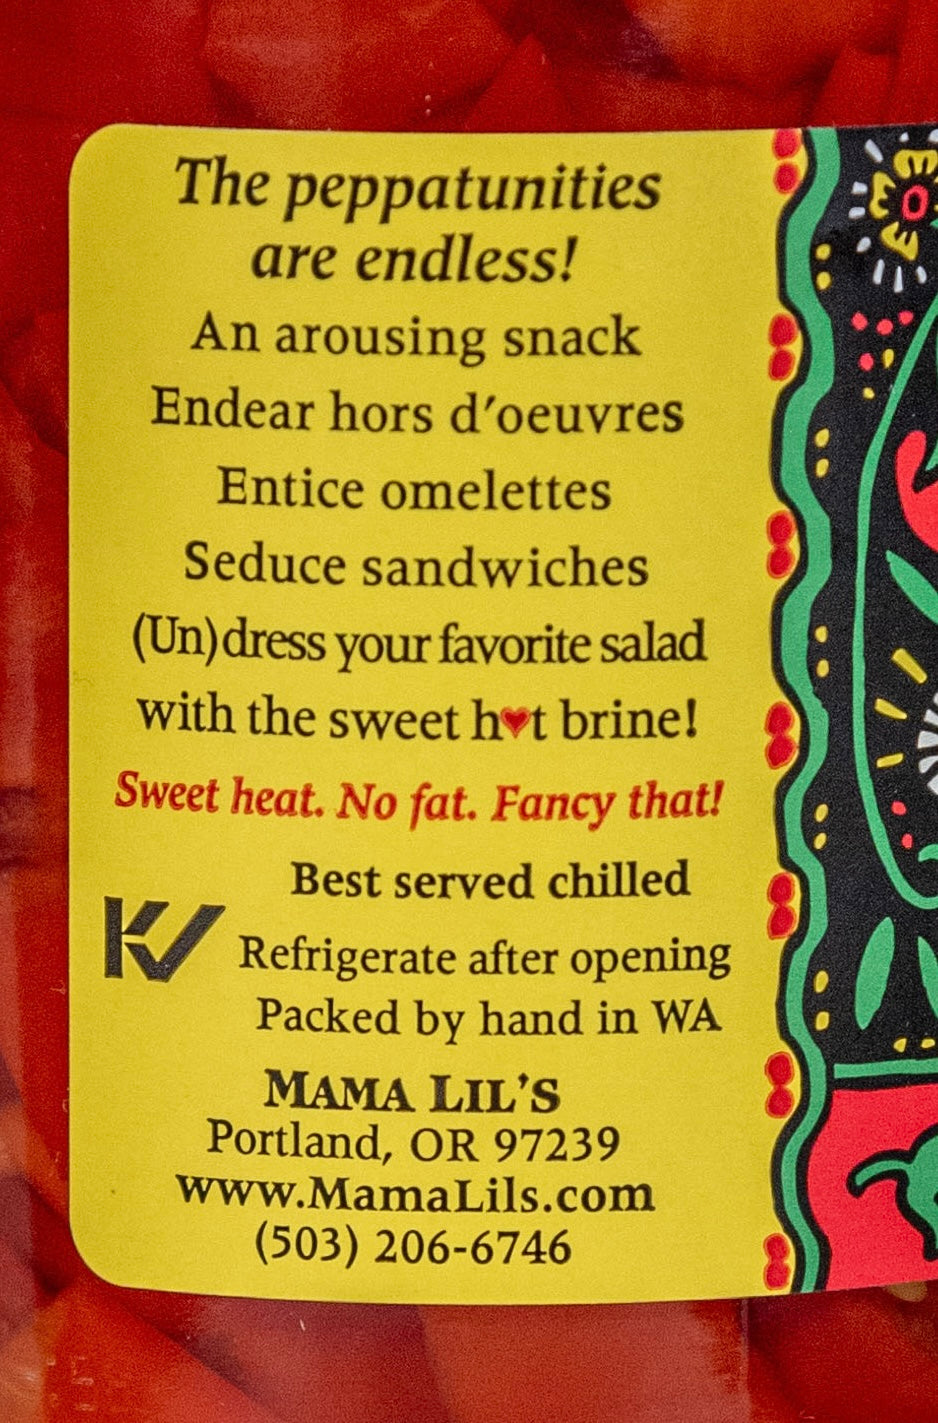 The peppatunities
are endless!
An arousing snack
Endear hors d'oeuvres
Entice omelettes
Seduce sandwiches
(Un)dress your favorite salad
with the sweet h♥t brine!
Sweet heat. No fat. Fancy that!
Best served chilled
KV
Refrigerate after opening
Packed by hand in WA
MAMA LIL'S
Portland, OR 97239
www.MamaLils.com
(503) 206-6746